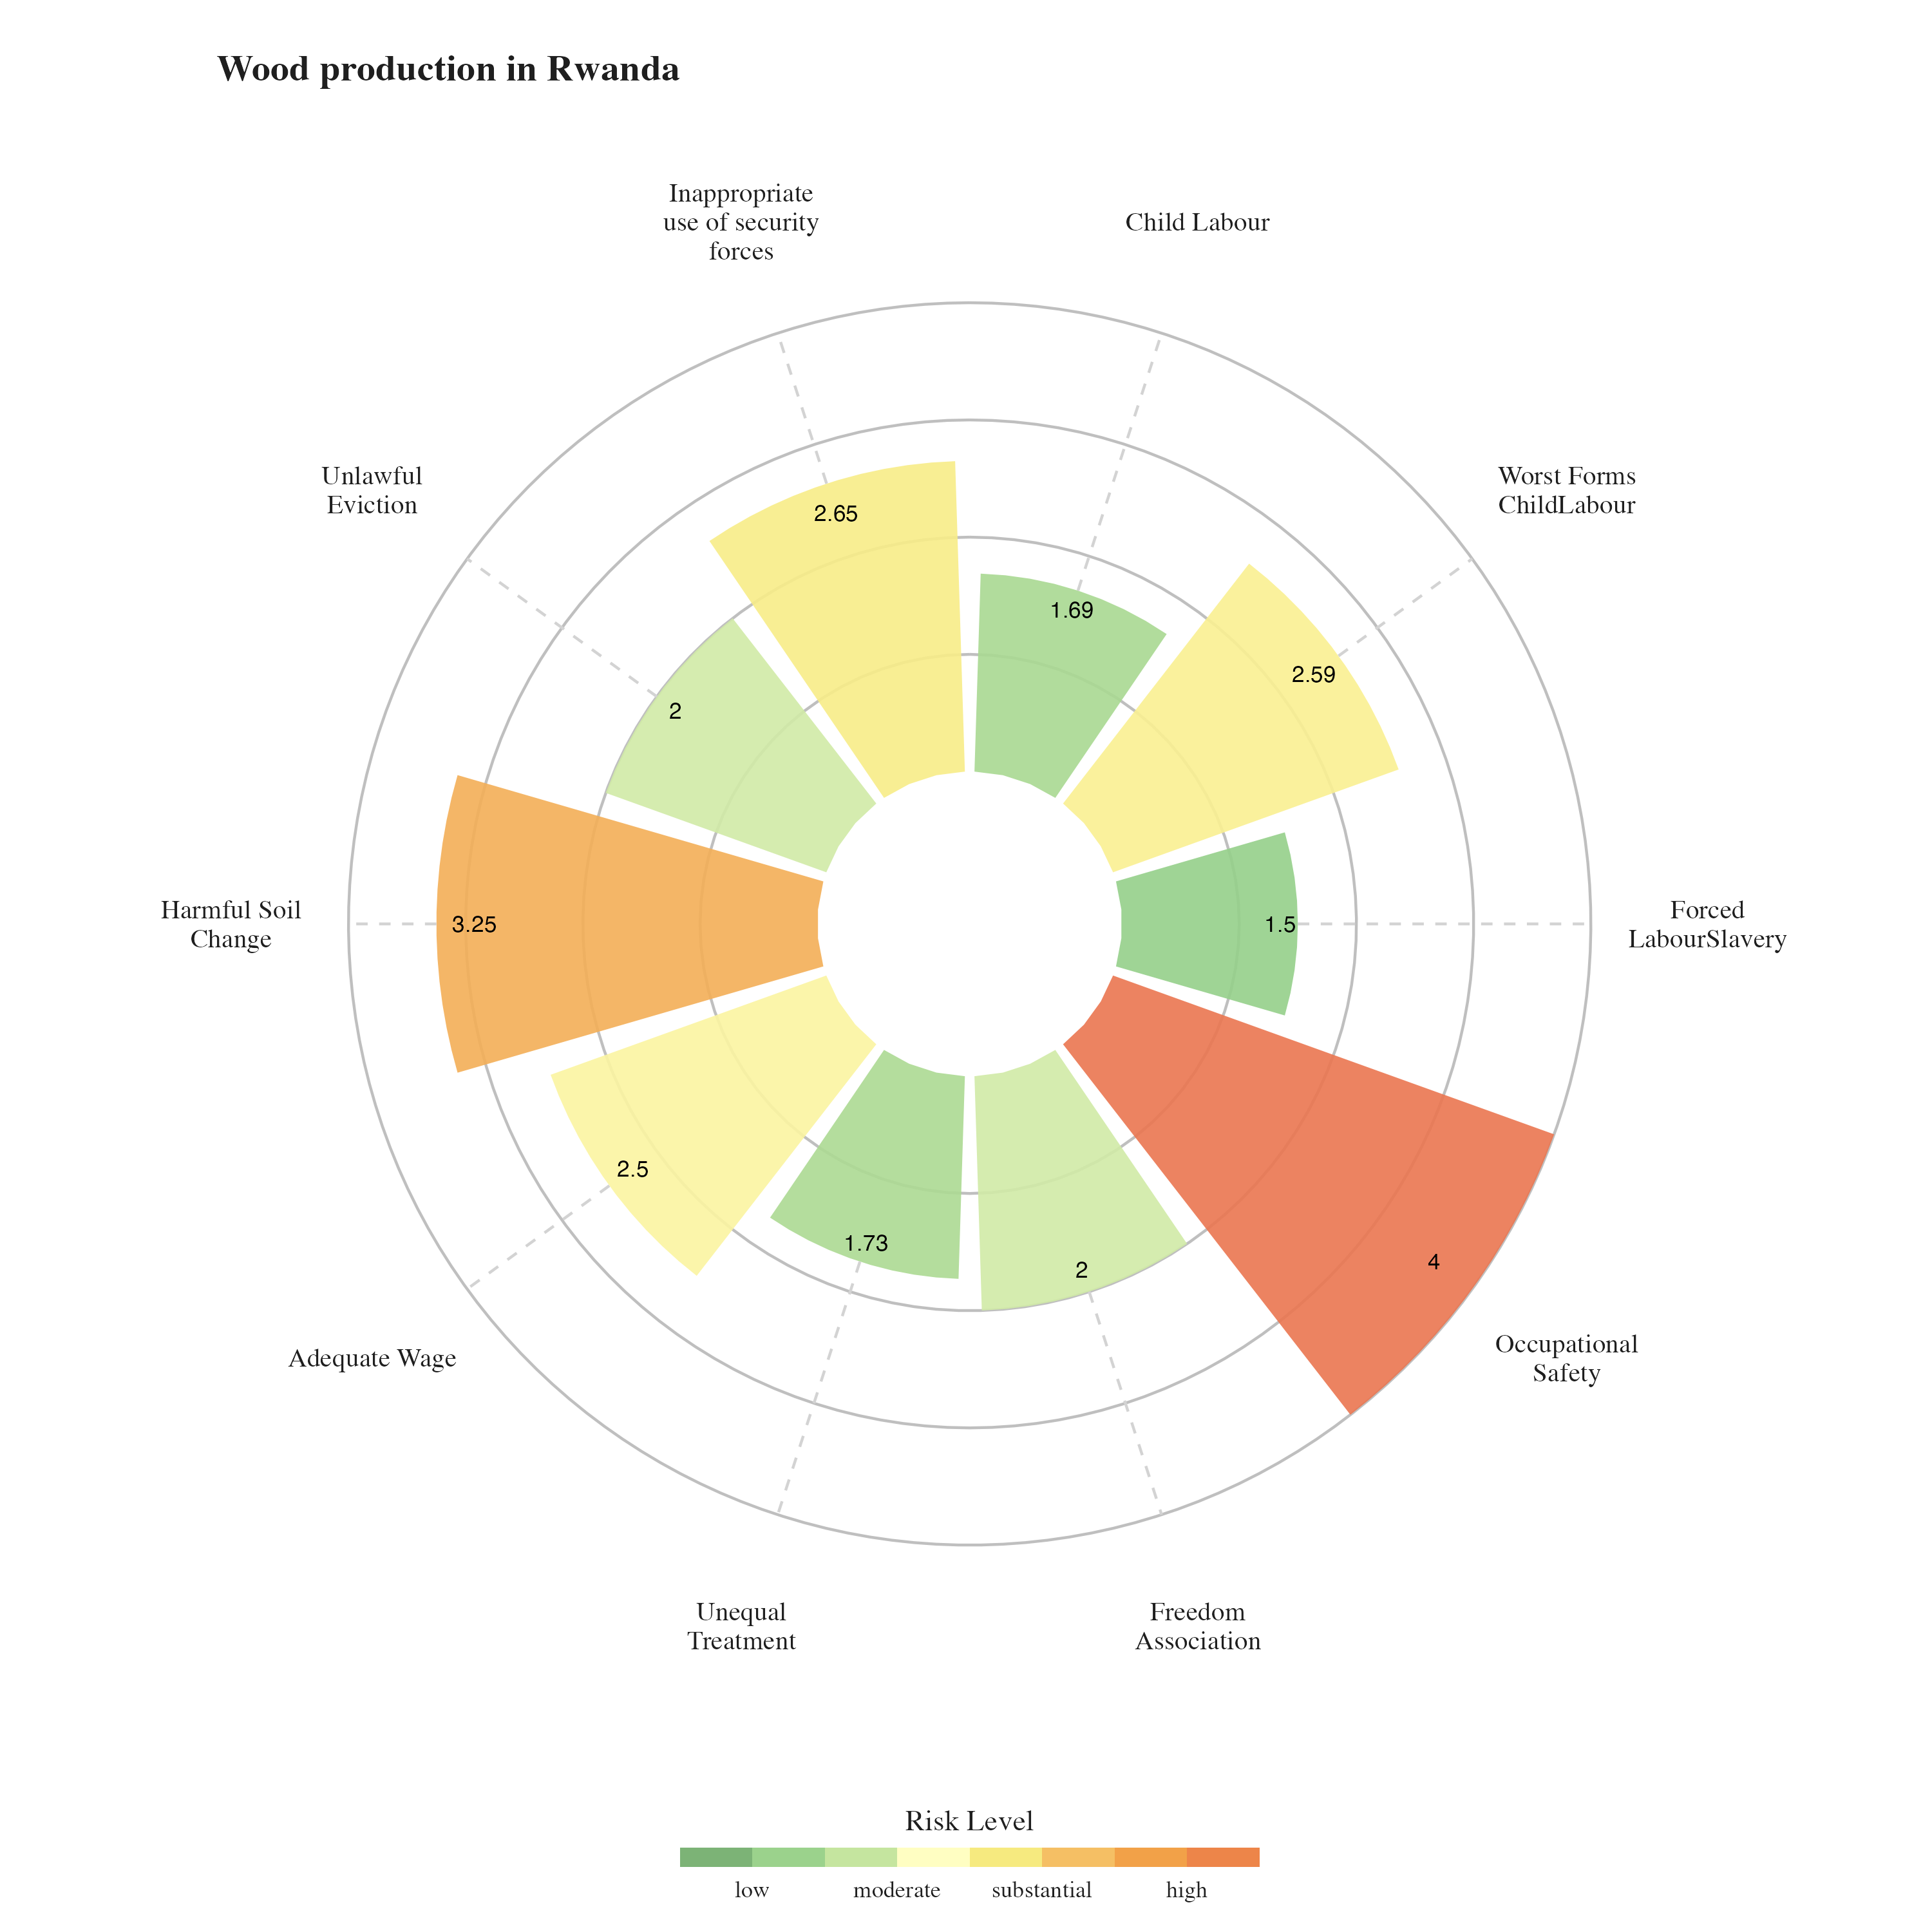 Wood production in Rwanda
Inappropriate
use of security
forces
Child Labour
Unlawful
Eviction
Worst Forms
ChildLabour
2.65
1.69
2.59
2
Harmful Soil
Change
3.25
1.5
Forced
LabourSlavery
2.5
1.73
2
4
Adequate Wage
Occupational
Safety
Unequal
Treatment
Freedom
Association
Risk Level
low
moderate
substantial
high